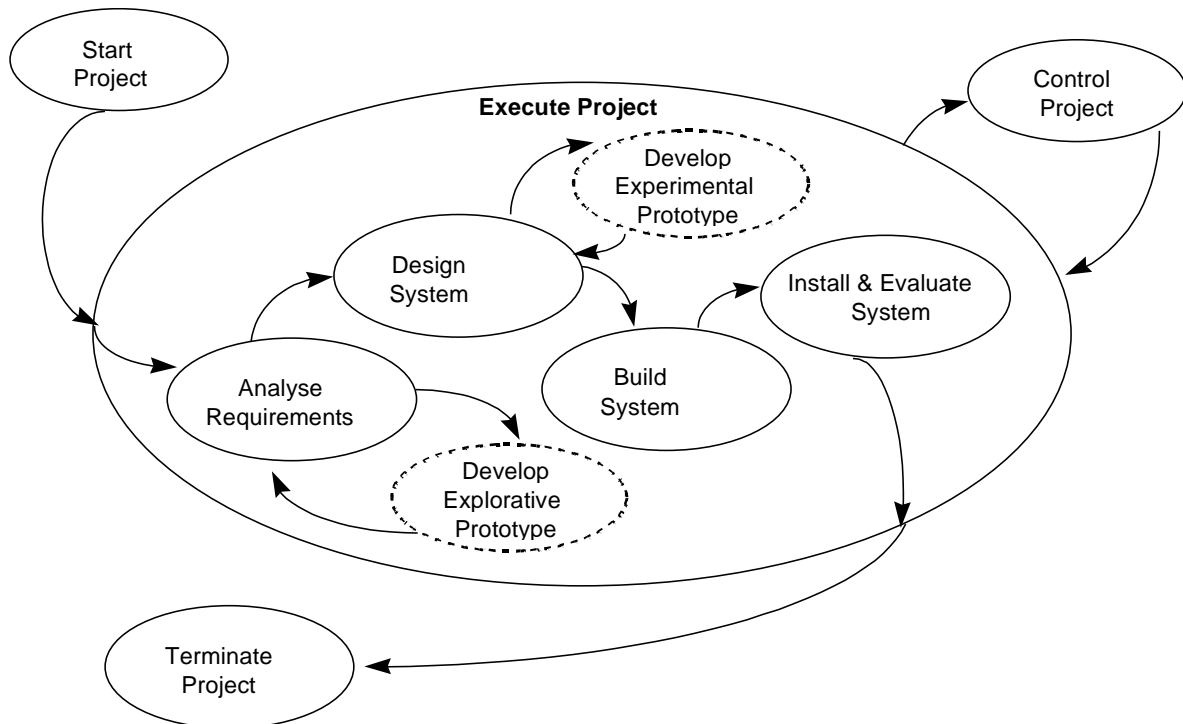 Start
Project
Control
Project
Execute Project
Develop
Experimental
Prototype
Design
System
Install & Evaluate
System
Build
System
Analyse
Requirements
Develop
Explorative
Prototype
Terminate
Project